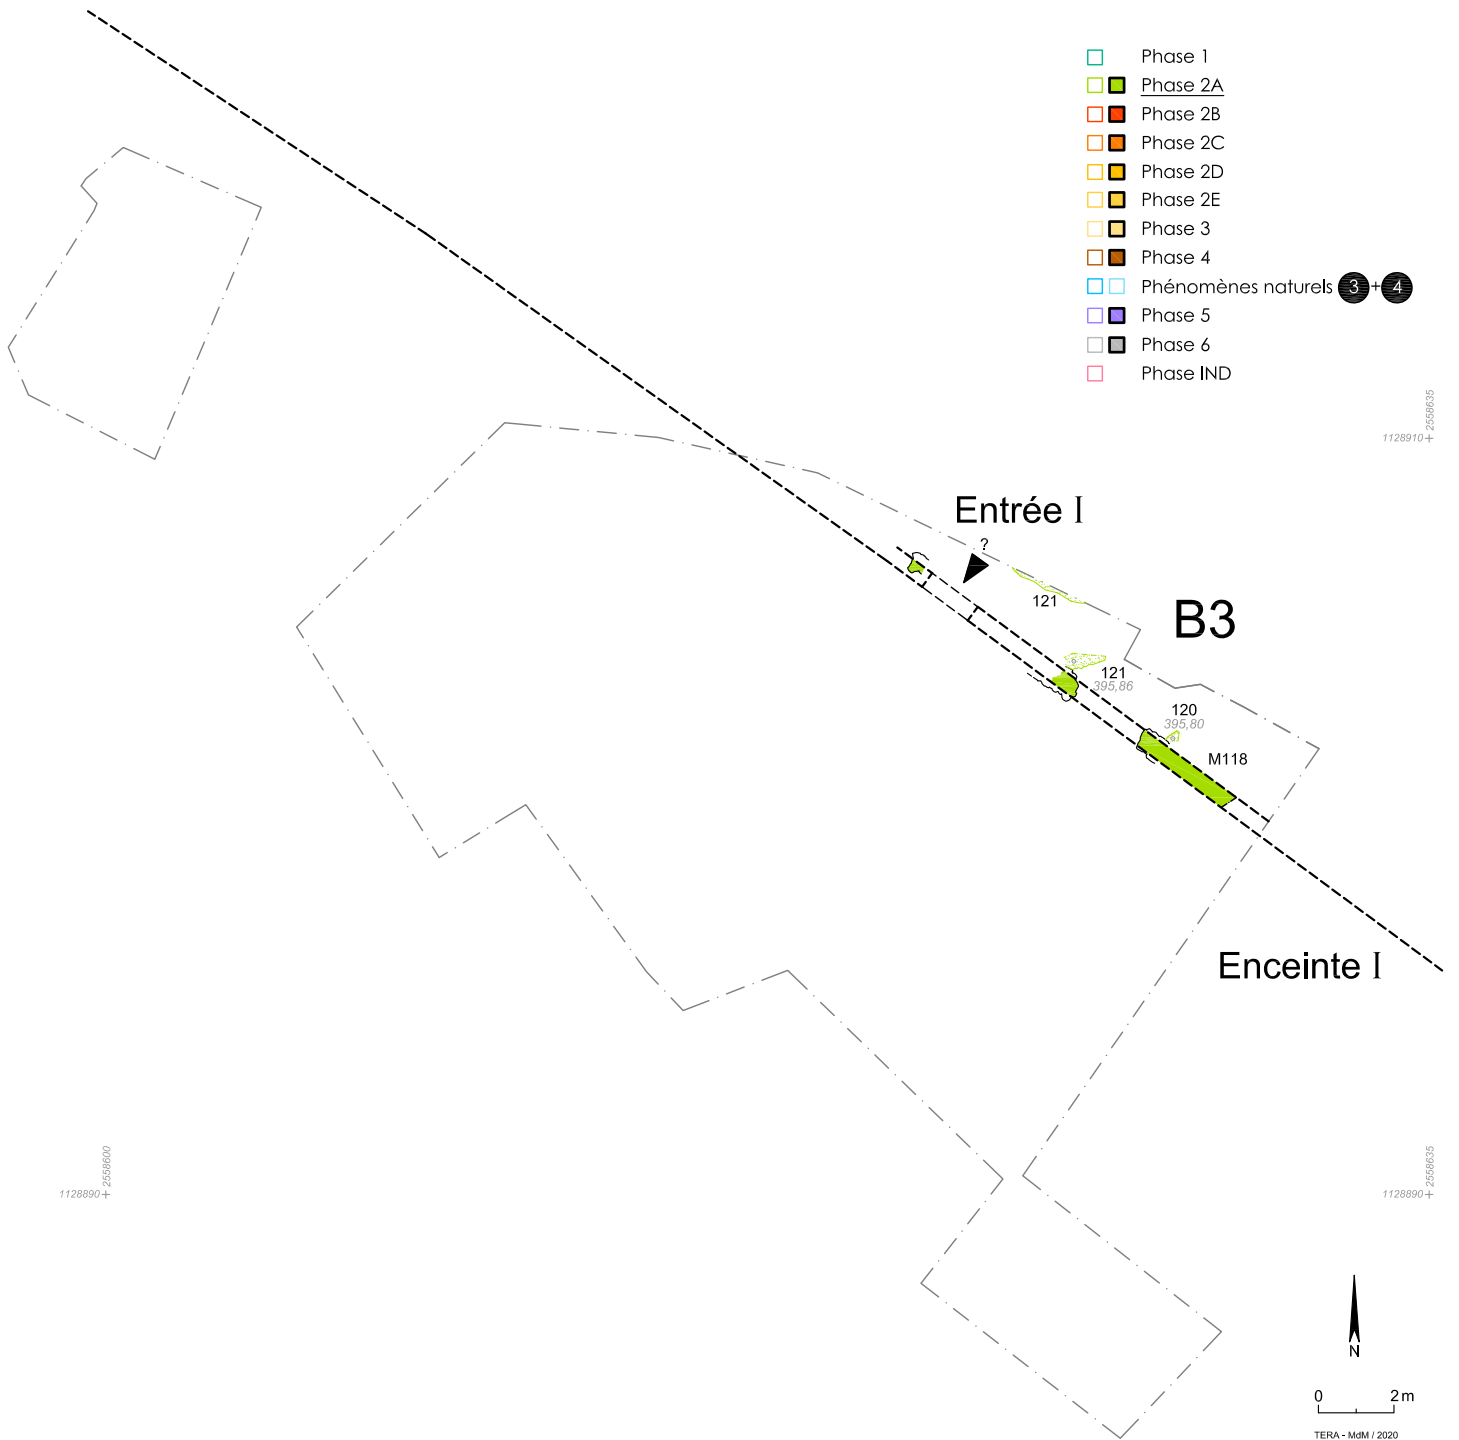 Phase 1
Phase 2A
Phase 2B
Phase 2C
Phase 2D
Phase 2E
Phase 3
Phase 4
Phénomènes naturels 3 + 4
Phase 5
Phase 6
Phase IND
1128910 + 2558635
Entrée I
?
121
B3
121
395,86
120
395,80
M118
Enceinte I
1128890 + 2558600
1128890 + 2558635
N
0 2 m
TERA - MdM / 2020